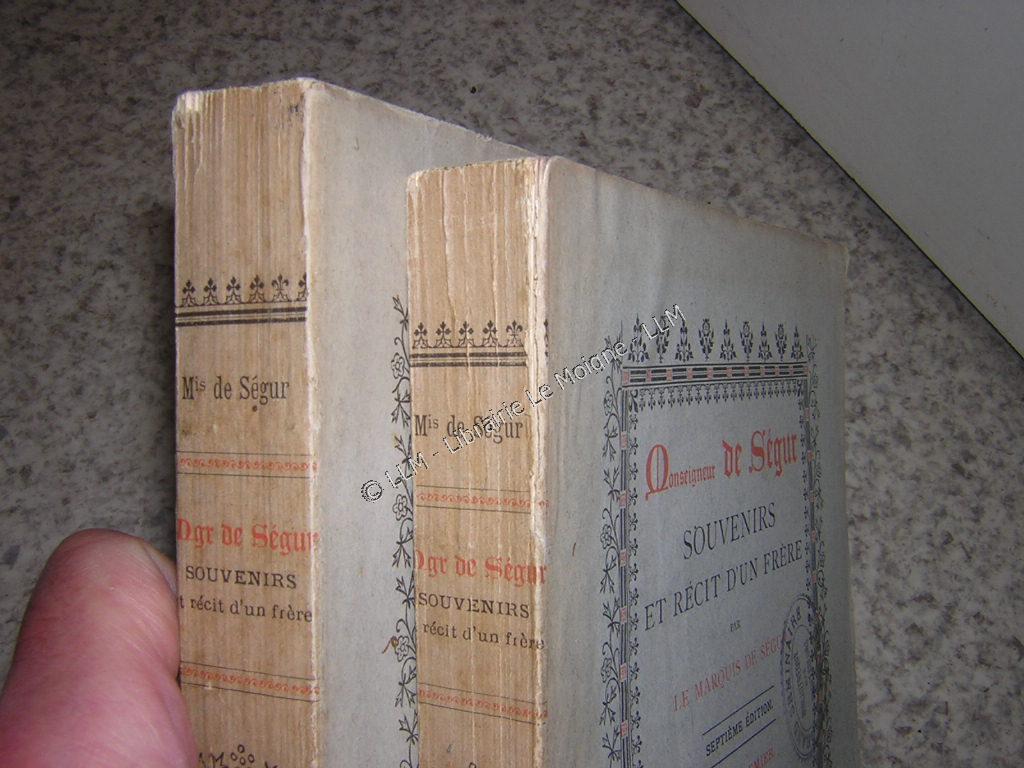 Mis de Ségur
Mgr de Ségur
SOUVENIRS
récit d'un frère
Mis de Ségur
Mgr de Ségur
SOUVENIRS
récit d'un frère
Monseigneur de Ségur
SOUVENIRS
ET RÉCIT D'UN FRÈRE
PAR
LE MARQUIS DE
SEPTIÈME ÉDITION.
© LLM - Librairie Le Moigne - LLM